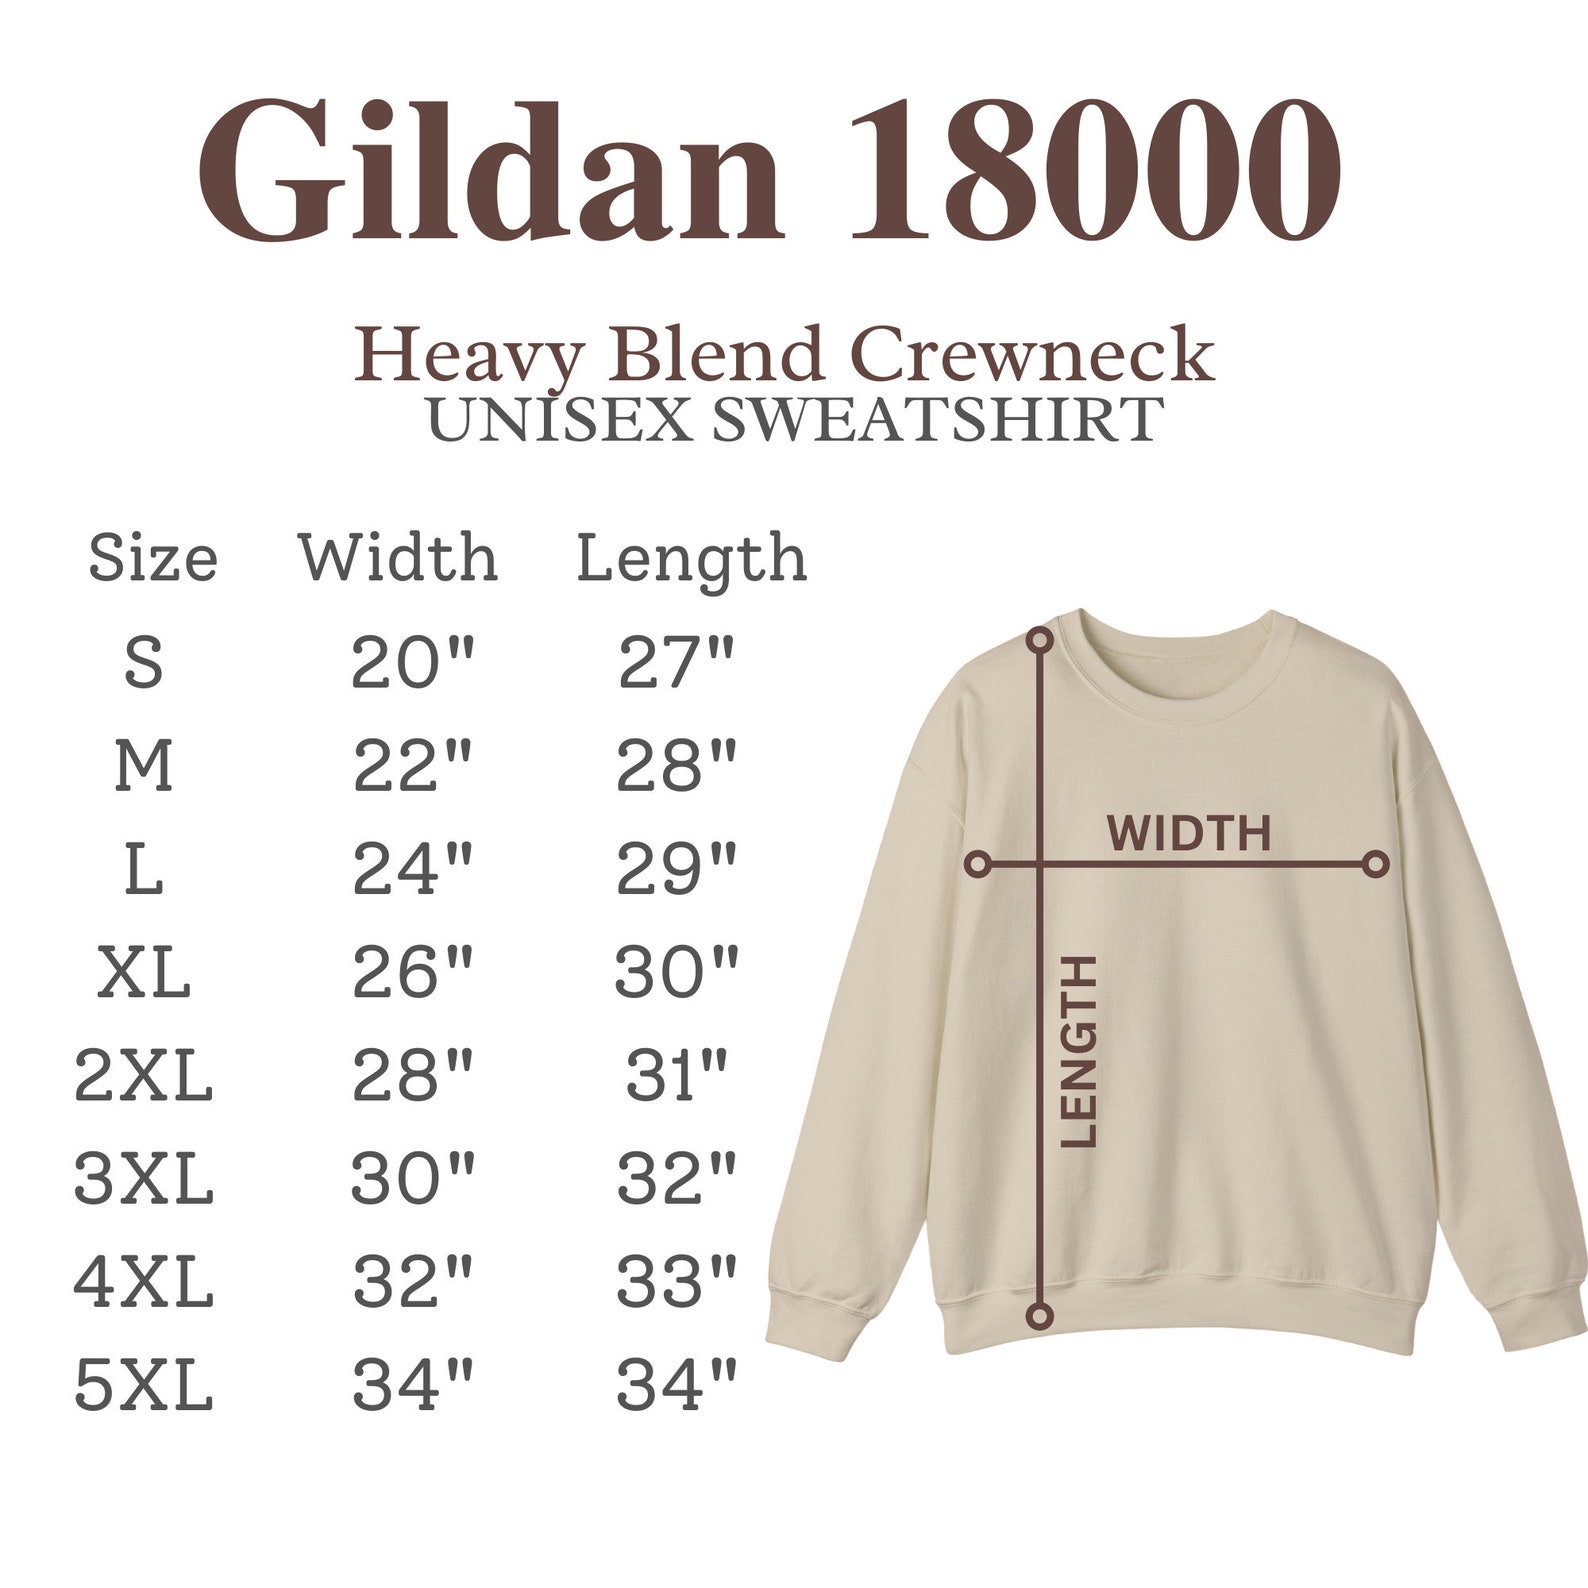 Gildan 18000
Heavy Blend Crewneck
UNISEX SWEATSHIRT
Size Width Length
S 20" 27"
M 22" 28"
L 24" 29"
XL 26" 30"
2XL 28" 31"
3XL 30" 32"
4XL 32" 33"
5XL 34" 34"
WIDTH
LENGTH